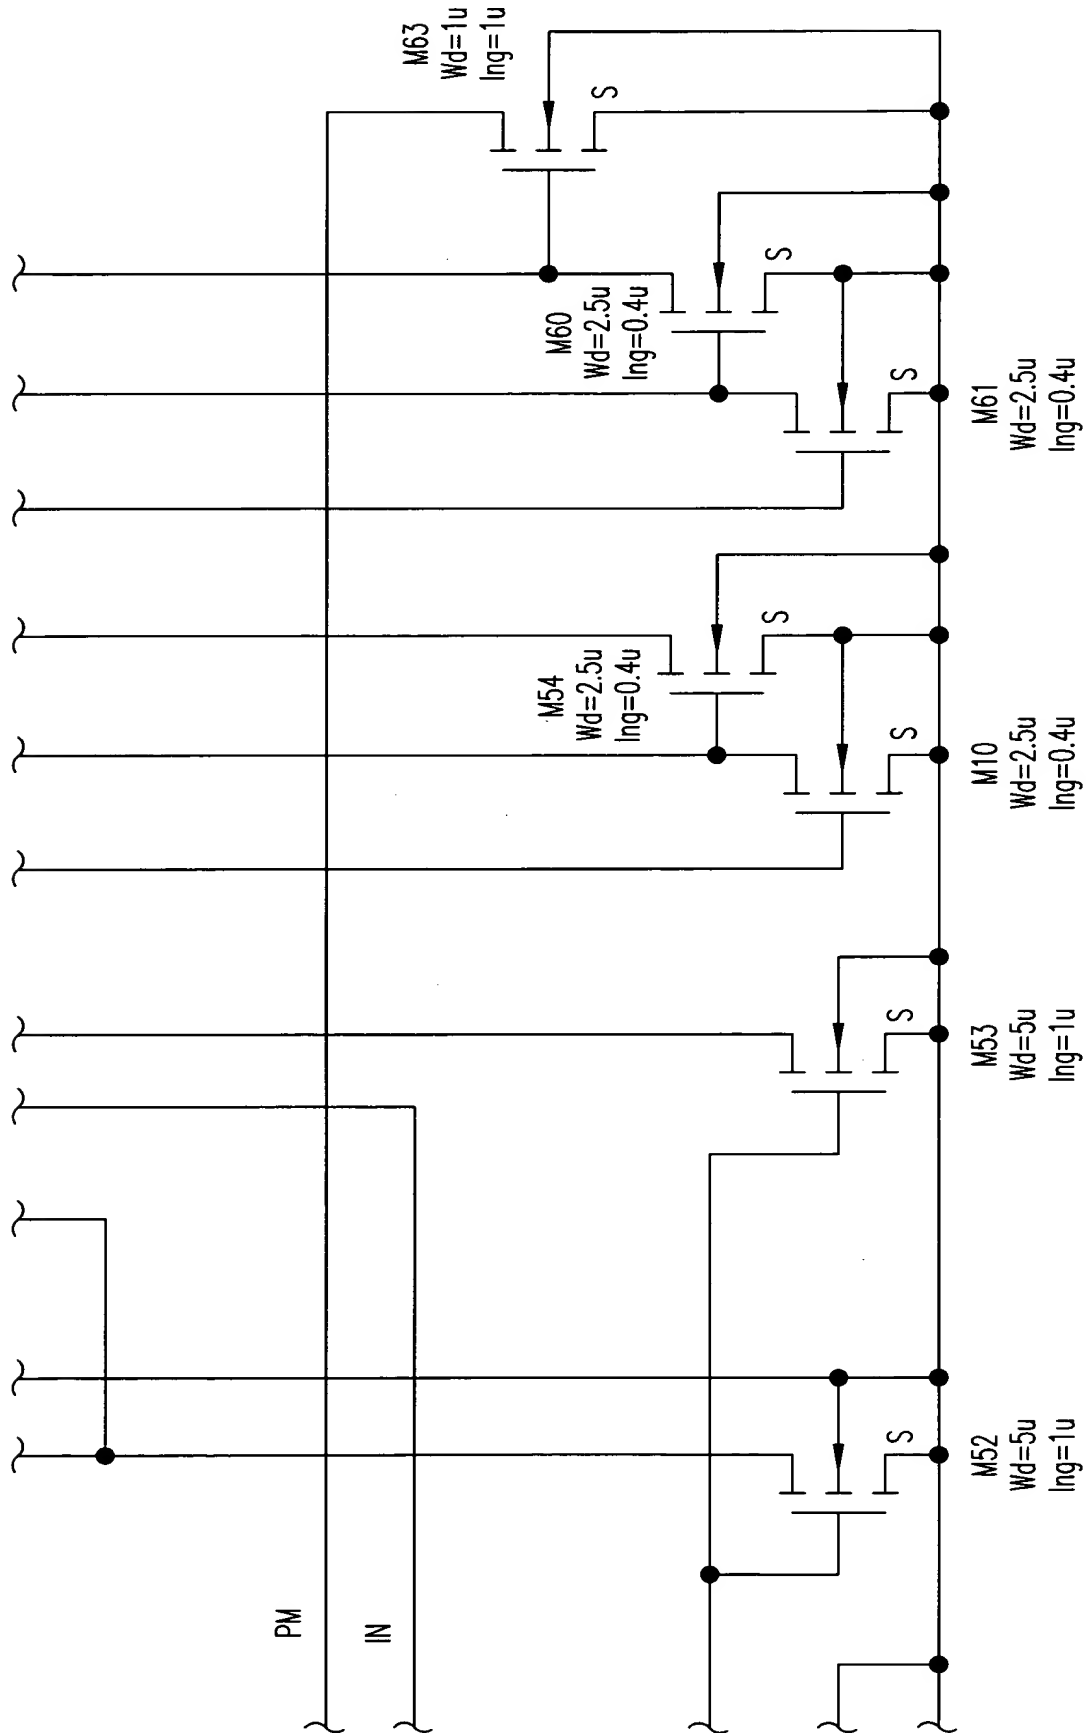 PM
IN
M52
Wd=5u
lng=1u
S
M53
Wd=5u
lng=1u
S
M10
Wd=2.5u
lng=0.4u
S
M54
Wd=2.5u
lng=0.4u
S
M61
Wd=2.5u
lng=0.4u
S
M60
Wd=2.5u
lng=0.4u
S
M63
Wd=1u
lng=1u
S